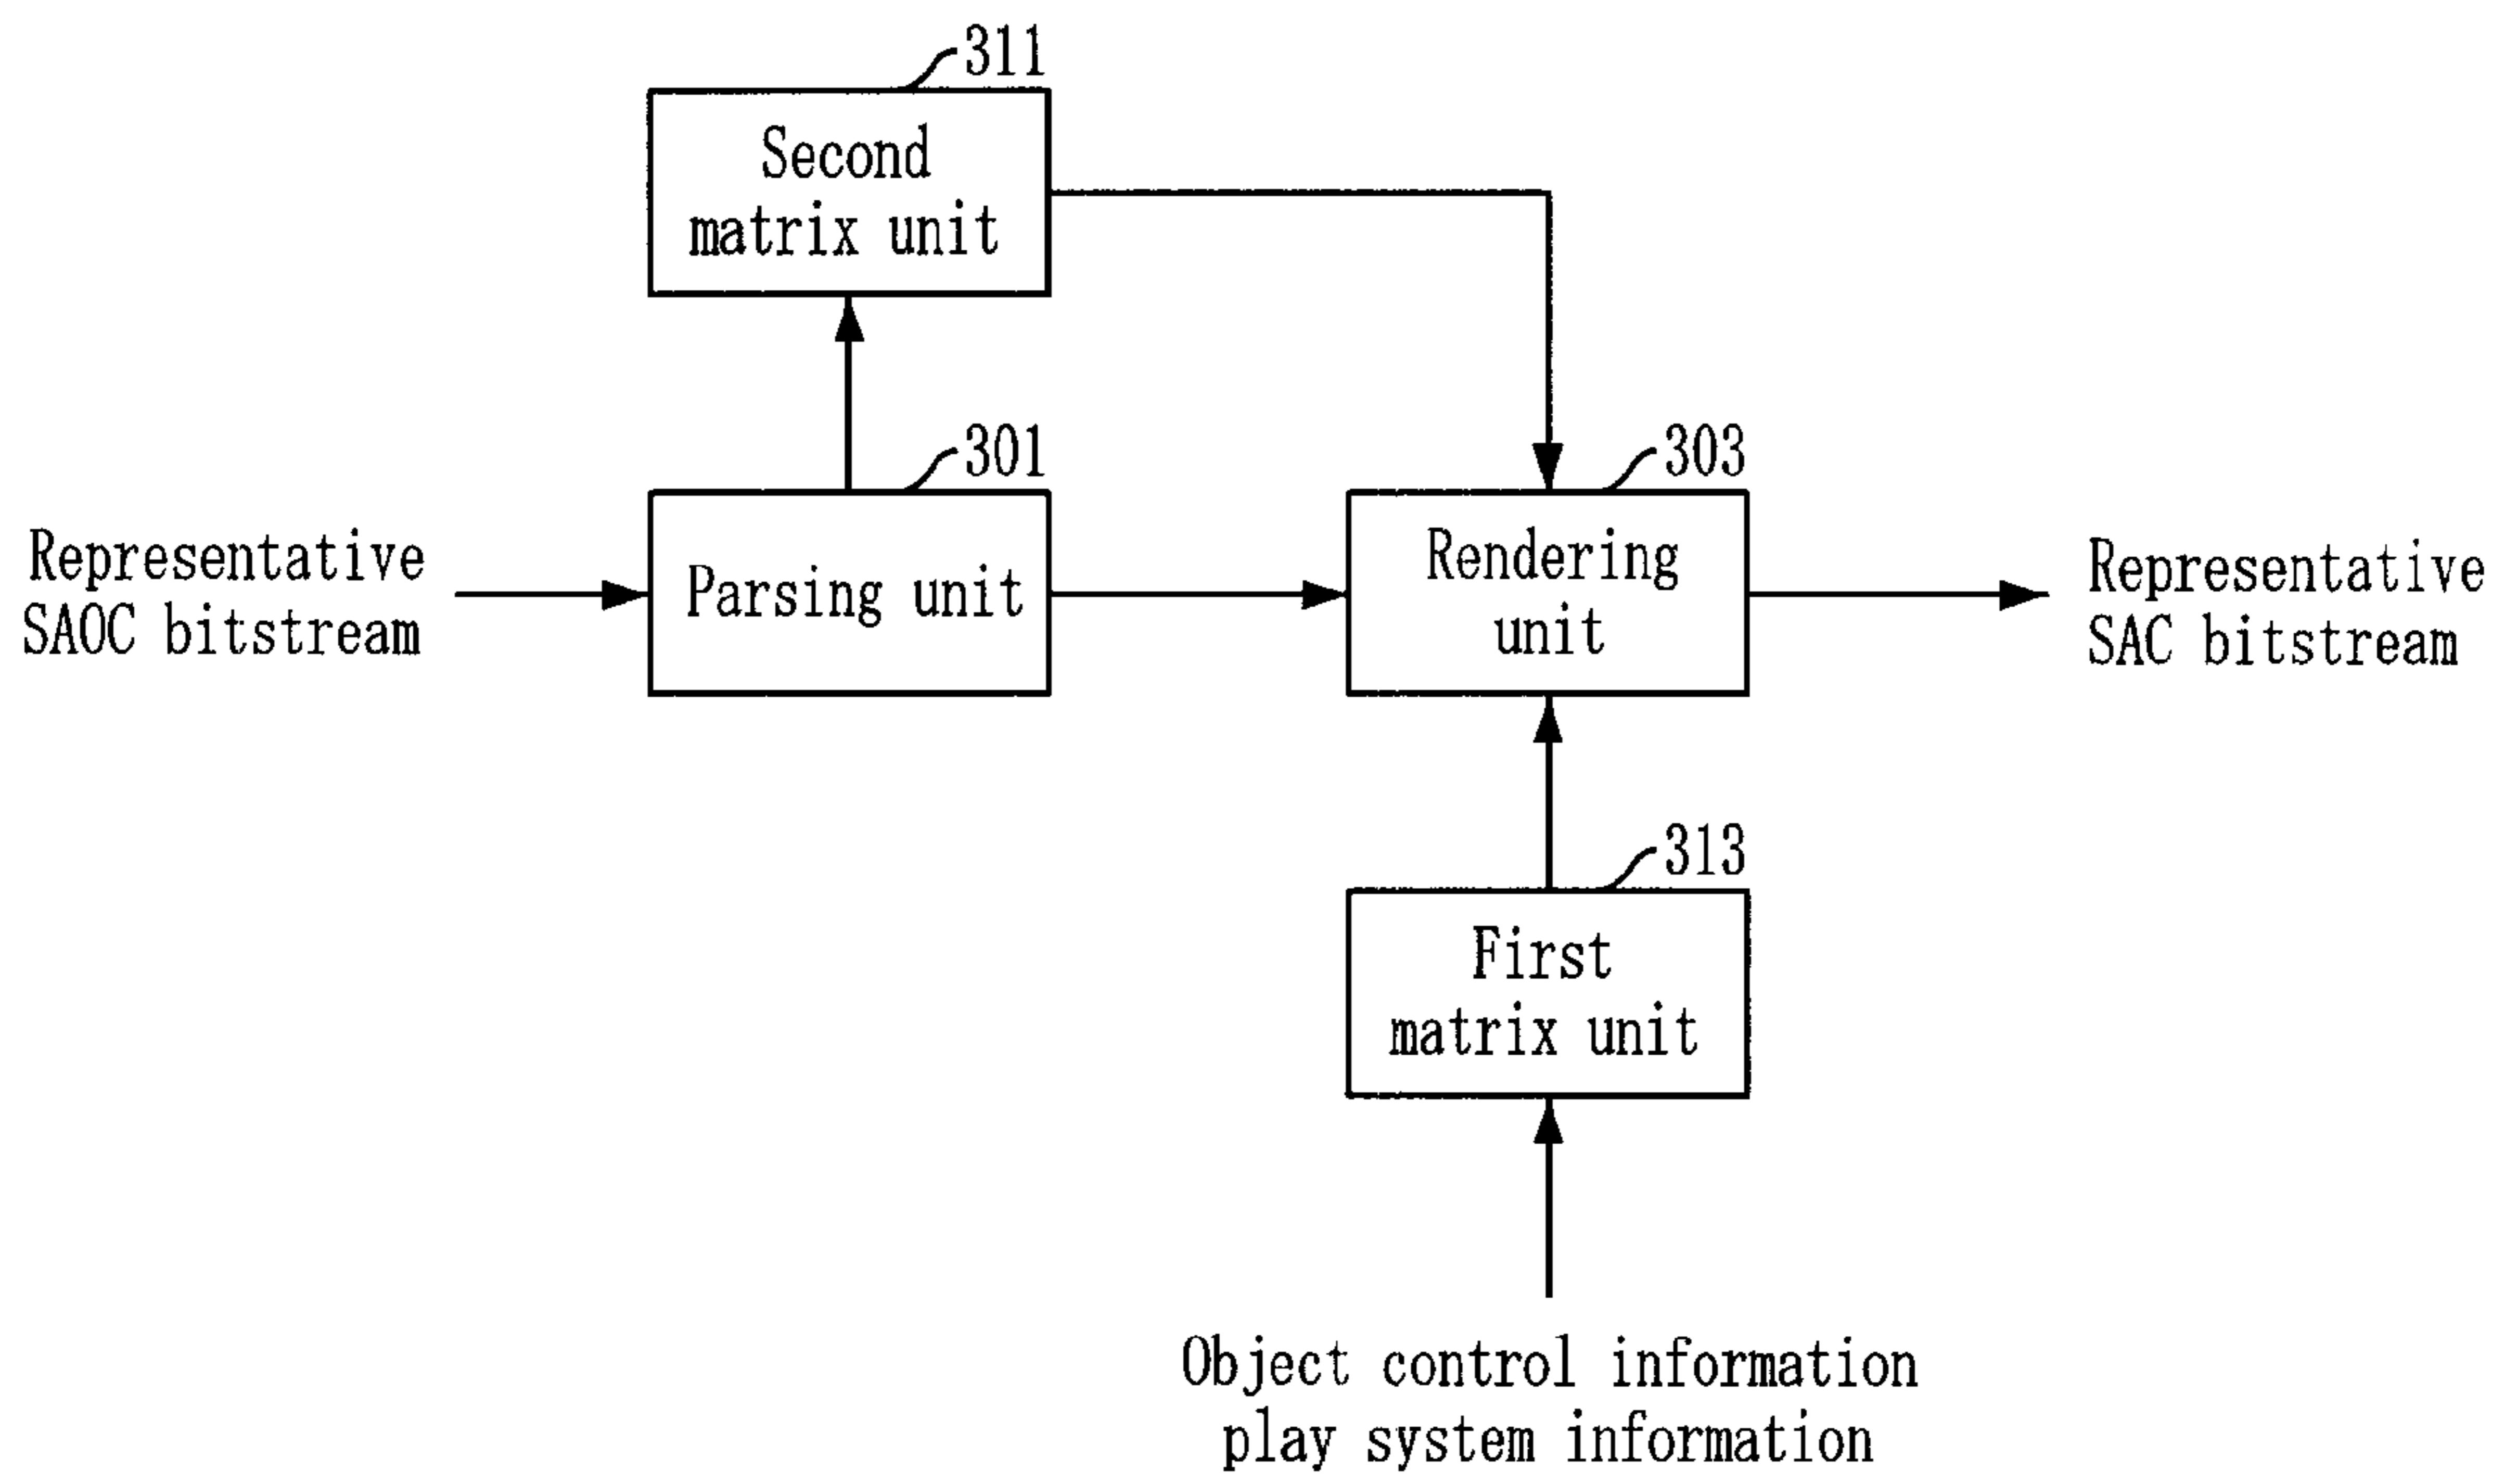 311
Second
matrix unit
301
303
Representative
SAOC bitstream
Parsing unit
Rendering
unit
Representative
SAC bitstream
313
First
matrix unit
Object control information
play system information